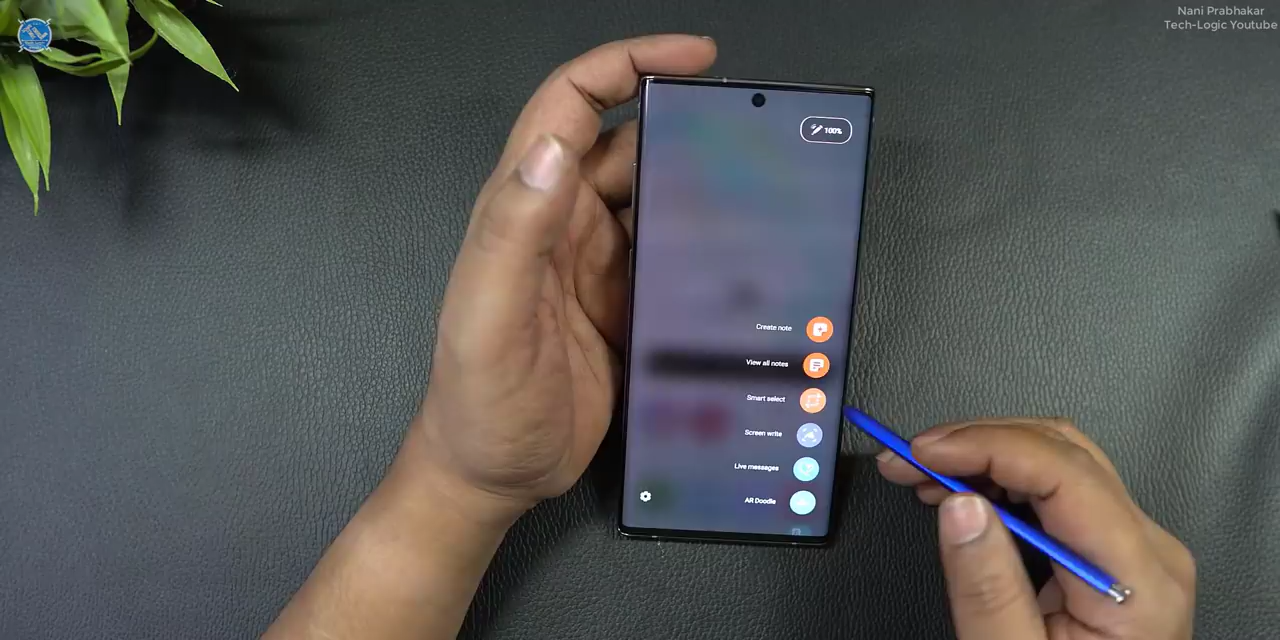 Nani Prabhakar
Tech-Logic Youtube
100%
Create note
View all notes
Smart select
Screen write
Live messages
AR Doodle